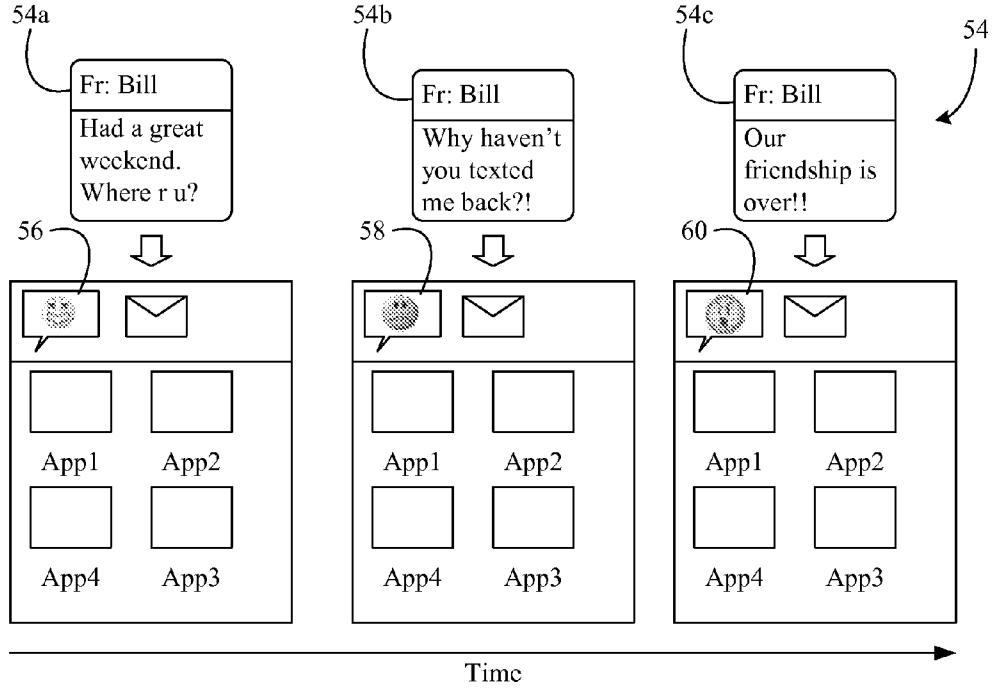 54a
54b
54c
54
Fr: Bill
Had a great
weekend.
Where r u?
Fr: Bill
Why haven't
you texted
me back?!
Fr: Bill
Our
friendship is
over!!
56
58
60
App1 App2
App4 App3
App1 App2
App4 App3
App1 App2
App4 App3
Time